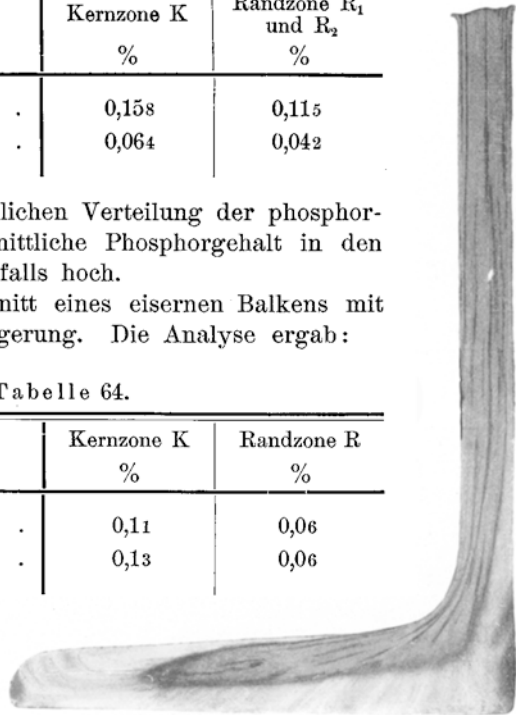 Kernzone K Randzone R₁
und R₂
% %
. 0,158 0,115
. 0,064 0,042
lichen Verteilung der phosphor-
nittliche Phosphorgehalt in den
falls hoch.
nitt eines eisernen Balkens mit
gerung. Die Analyse ergab:
Tabelle 64.
Kernzone K Randzone R
% %
. 0,11 0,06
. 0,13 0,06